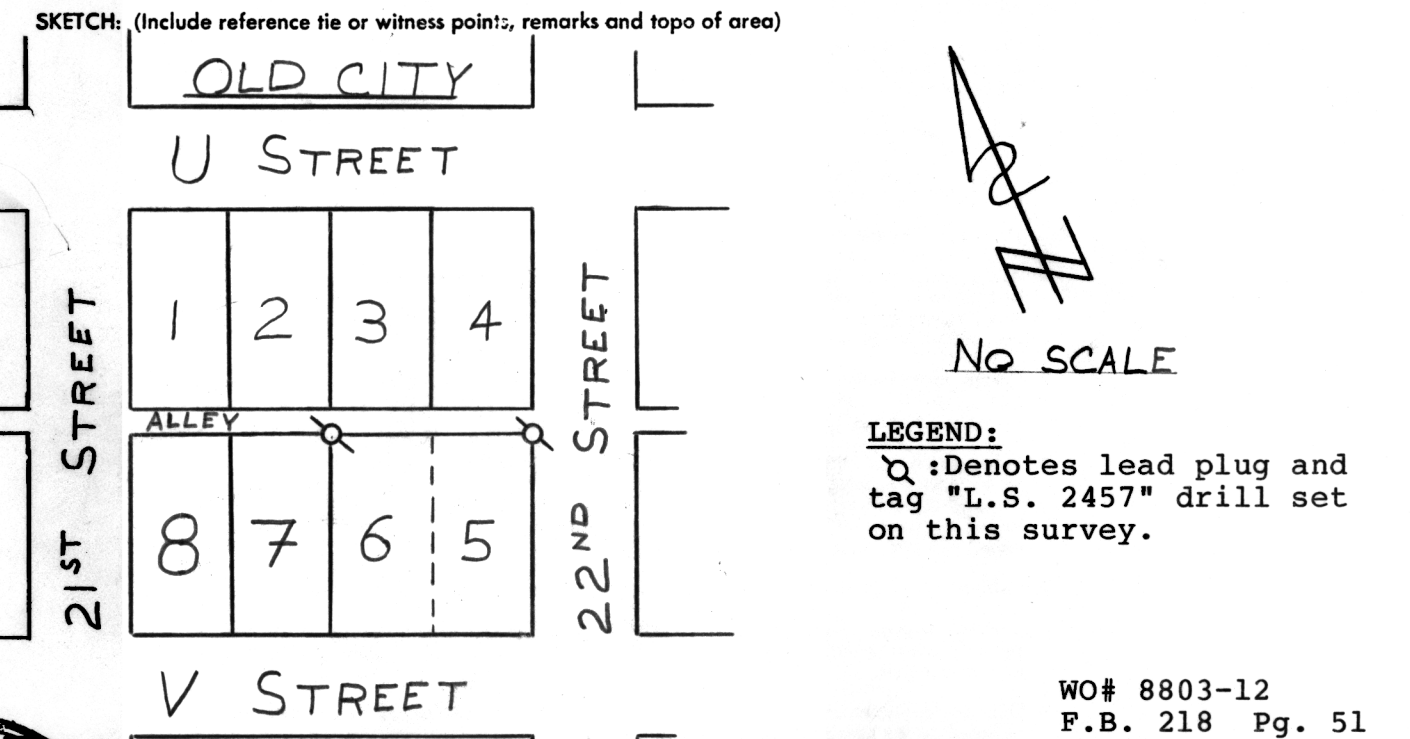 SKETCH: (Include reference tie or witness points, remarks and topo of area)
OLD CITY
U STREET
1 2 3 4
21ST STREET
22ND STREET
ALLEY
8 7 6 5
V STREET
N
NO SCALE
LEGEND:
:Denotes lead plug and
tag "L.S. 2457" drill set
on this survey.
WO# 8803-12
F.B. 218 Pg. 51